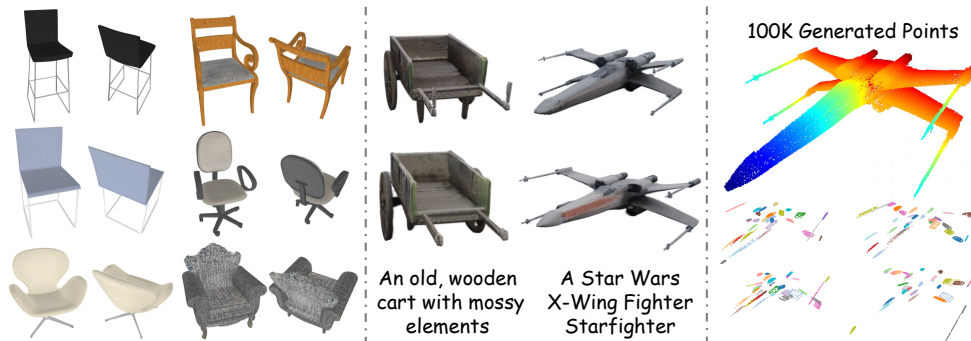 100K Generated Points
An old, wooden
cart with mossy
elements
A Star Wars
X-Wing Fighter
Starfighter